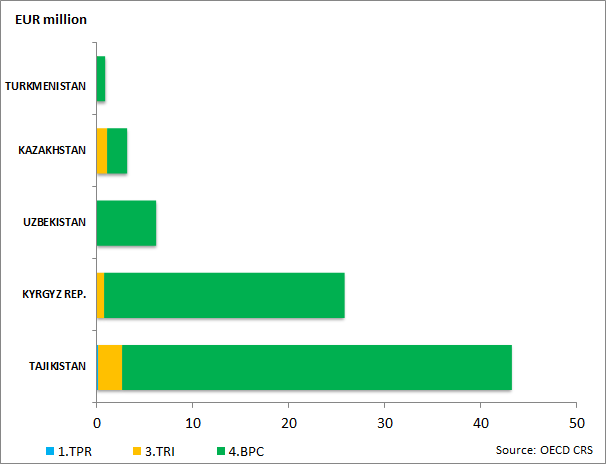 EUR million
TURKMENISTAN
KAZAKHSTAN
UZBEKISTAN
KYRGYZ REP.
TAJIKISTAN
0 10 20 30 40 50
1.TPR 3.TRI 4.BPC
Source: OECD CRS